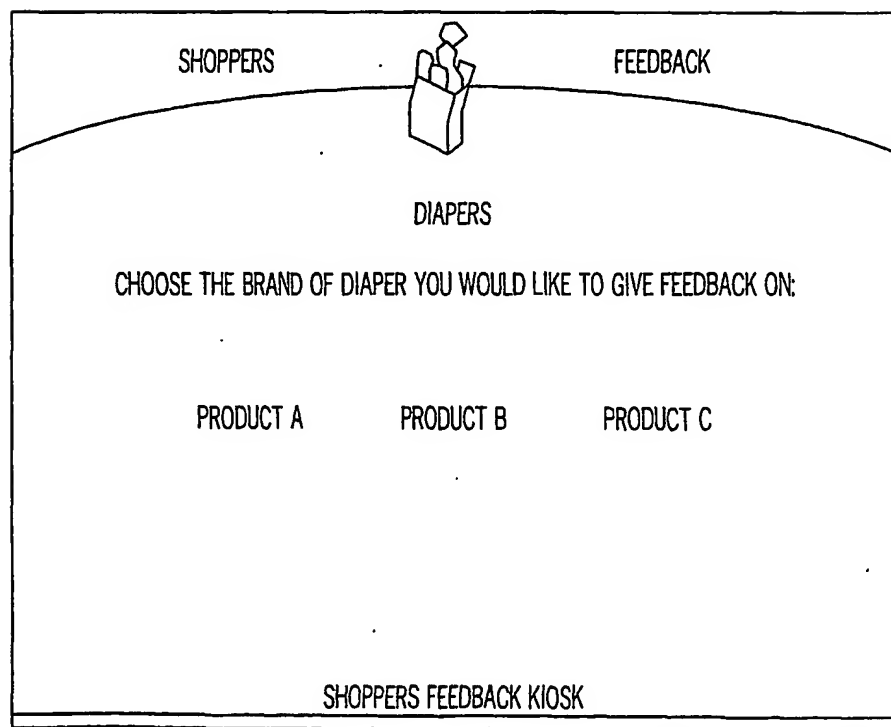 SHOPPERS FEEDBACK
DIAPERS
CHOOSE THE BRAND OF DIAPER YOU WOULD LIKE TO GIVE FEEDBACK ON:
PRODUCT A PRODUCT B PRODUCT C
SHOPPERS FEEDBACK KIOSK